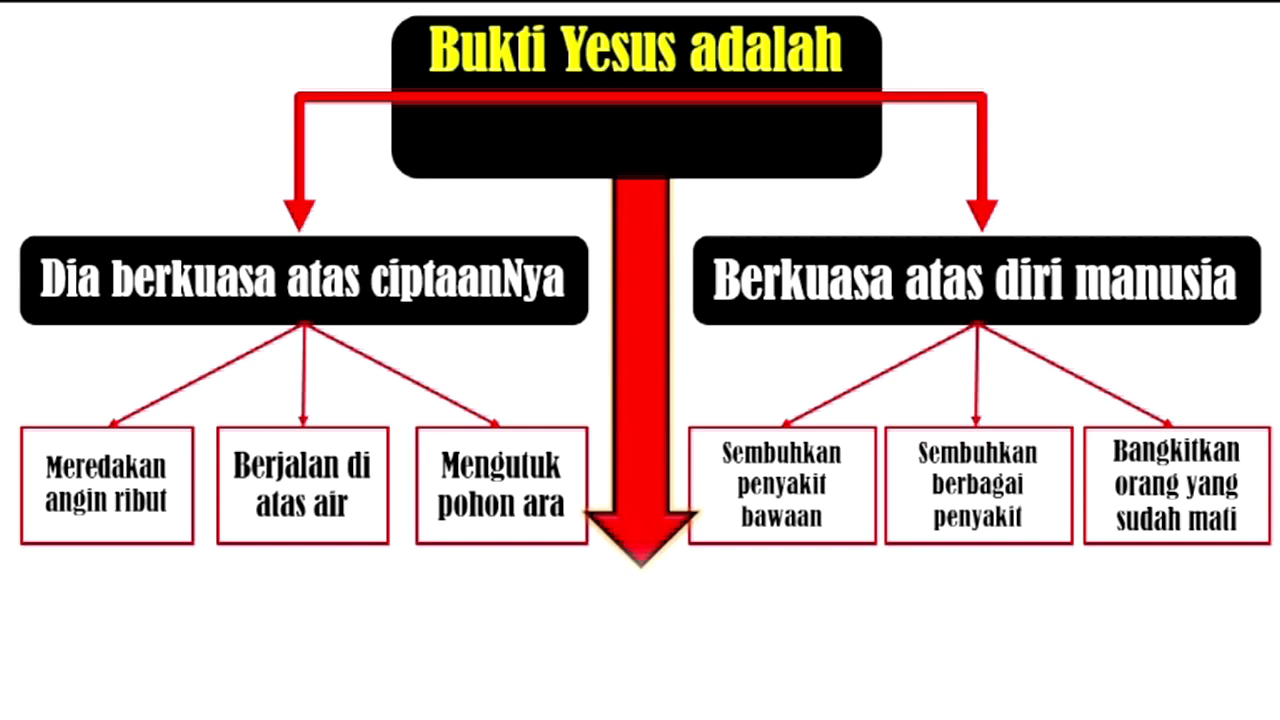 Bukti Yesus adalah
Dia berkuasa atas ciptaanNya
Berkuasa atas diri manusia
Meredakan
angin ribut
Berjalan di
atas air
Mengutuk
pohon ara
Sembuhkan
penyakit
bawaan
Sembuhkan
berbagai
penyakit
Bangkitkan
orang yang
sudah mati